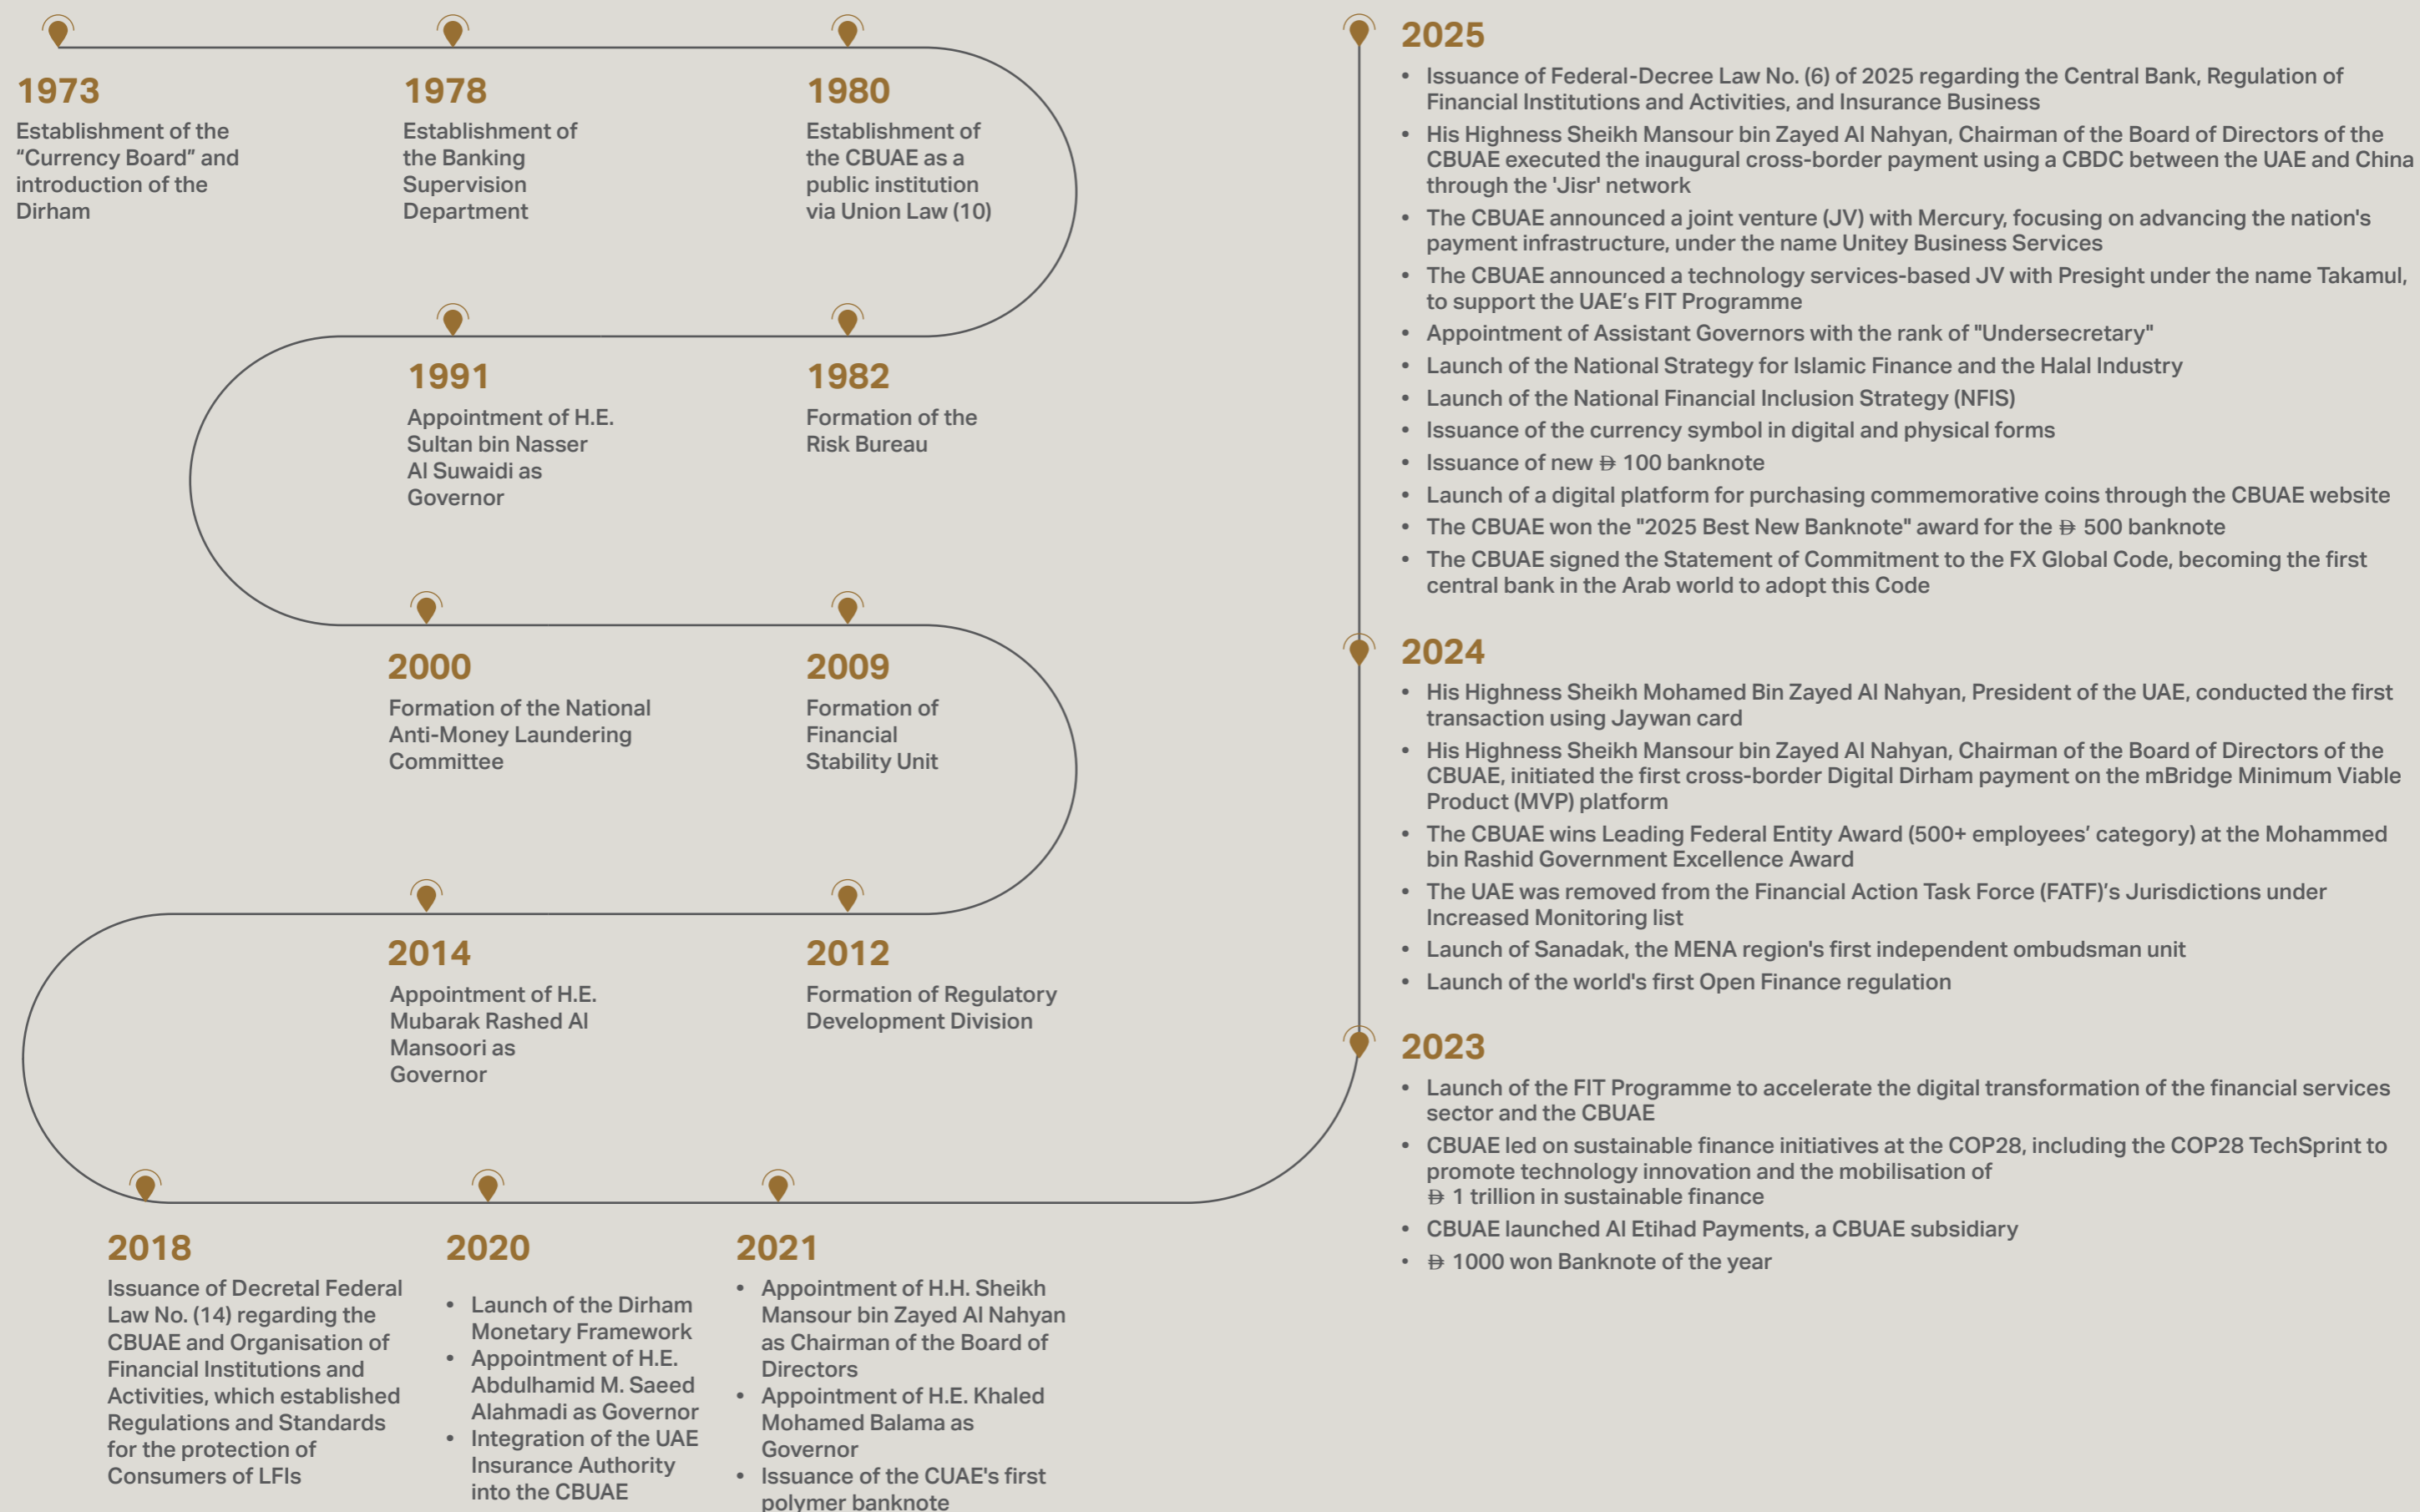 1973
Establishment of the
“Currency Board” and
introduction of the
Dirham
1978
Establishment of
the Banking
Supervision
Department
1980
Establishment of
the CBUAE as a
public institution
via Union Law (10)
1982
Formation of the
Risk Bureau
1991
Appointment of H.E.
Sultan bin Nasser
Al Suwaidi as
Governor
2000
Formation of the National
Anti-Money Laundering
Committee
2009
Formation of
Financial
Stability Unit
2012
Formation of Regulatory
Development Division
2014
Appointment of H.E.
Mubarak Rashed Al
Mansoori as
Governor
2018
Issuance of Decretal Federal
Law No. (14) regarding the
CBUAE and Organisation of
Financial Institutions and
Activities, which established
Regulations and Standards
for the protection of
Consumers of LFIs
2020
• Launch of the Dirham
Monetary Framework
• Appointment of H.E.
Abdulhamid M. Saeed
Alahmadi as Governor
• Integration of the UAE
Insurance Authority
into the CBUAE
2021
• Appointment of H.H. Sheikh
Mansour bin Zayed Al Nahyan
as Chairman of the Board of
Directors
• Appointment of H.E. Khaled
Mohamed Balama as
Governor
• Issuance of the CUAE's first
polymer banknote
2025
• Issuance of Federal-Decree Law No. (6) of 2025 regarding the Central Bank, Regulation of
Financial Institutions and Activities, and Insurance Business
• His Highness Sheikh Mansour bin Zayed Al Nahyan, Chairman of the Board of Directors of the
CBUAE executed the inaugural cross-border payment using a CBDC between the UAE and China
through the 'Jisr' network
• The CBUAE announced a joint venture (JV) with Mercury, focusing on advancing the nation's
payment infrastructure, under the name Unitey Business Services
• The CBUAE announced a technology services-based JV with Presight under the name Takamul,
to support the UAE’s FIT Programme
• Appointment of Assistant Governors with the rank of "Undersecretary"
• Launch of the National Strategy for Islamic Finance and the Halal Industry
• Launch of the National Financial Inclusion Strategy (NFIS)
• Issuance of the currency symbol in digital and physical forms
• Issuance of new 100 banknote
• Launch of a digital platform for purchasing commemorative coins through the CBUAE website
• The CBUAE won the "2025 Best New Banknote" award for the 500 banknote
• The CBUAE signed the Statement of Commitment to the FX Global Code, becoming the first
central bank in the Arab world to adopt this Code
2024
• His Highness Sheikh Mohamed Bin Zayed Al Nahyan, President of the UAE, conducted the first
transaction using Jaywan card
• His Highness Sheikh Mansour bin Zayed Al Nahyan, Chairman of the Board of Directors of the
CBUAE, initiated the first cross-border Digital Dirham payment on the mBridge Minimum Viable
Product (MVP) platform
• The CBUAE wins Leading Federal Entity Award (500+ employees’ category) at the Mohammed
bin Rashid Government Excellence Award
• The UAE was removed from the Financial Action Task Force (FATF)’s Jurisdictions under
Increased Monitoring list
• Launch of Sanadak, the MENA region's first independent ombudsman unit
• Launch of the world's first Open Finance regulation
2023
• Launch of the FIT Programme to accelerate the digital transformation of the financial services
sector and the CBUAE
• CBUAE led on sustainable finance initiatives at the COP28, including the COP28 TechSprint to
promote technology innovation and the mobilisation of
1 trillion in sustainable finance
• CBUAE launched Al Etihad Payments, a CBUAE subsidiary
• 1000 won Banknote of the year